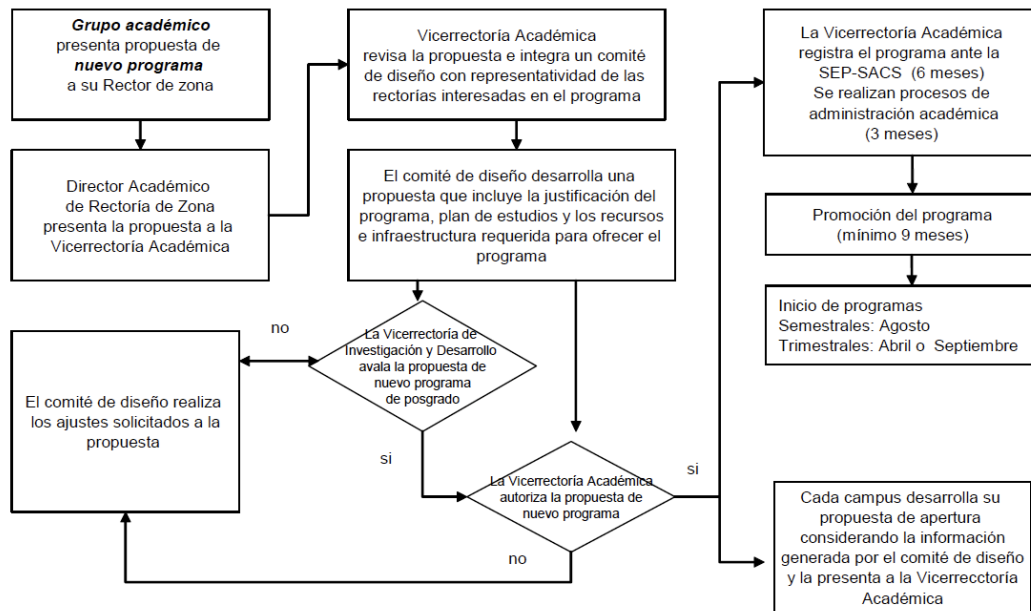 Grupo académico
presenta propuesta de
nuevo programa
a su Rector de zona
Director Académico
de Rectoría de Zona
presenta la propuesta a la
Vicerrectoría Académica
Vicerrectoría Académica
revisa la propuesta e integra un comité
de diseño con representatividad de las
rectorías interesadas en el programa
El comité de diseño desarrolla una
propuesta que incluye la justificación del
programa, plan de estudios y los recursos
e infraestructura requerida para ofrecer el
programa
La Vicerrectoría de
Investigación y Desarrollo
avala la propuesta de
nuevo programa
de posgrado
no
El comité de diseño realiza
los ajustes solicitados a la
propuesta
si
La Vicerrectoría Académica
autoriza la propuesta de
nuevo programa
no
si
La Vicerrectoría Académica
registra el programa ante la
SEP-SACS (6 meses)
Se realizan procesos de
administración académica
(3 meses)
Promoción del programa
(mínimo 9 meses)
Inicio de programas
Semestrales: Agosto
Trimestrales: Abril o Septiembre
Cada campus desarrolla su
propuesta de apertura
considerando la información
generada por el comité de diseño
y la presenta a la Vicerrecctoría
Académica